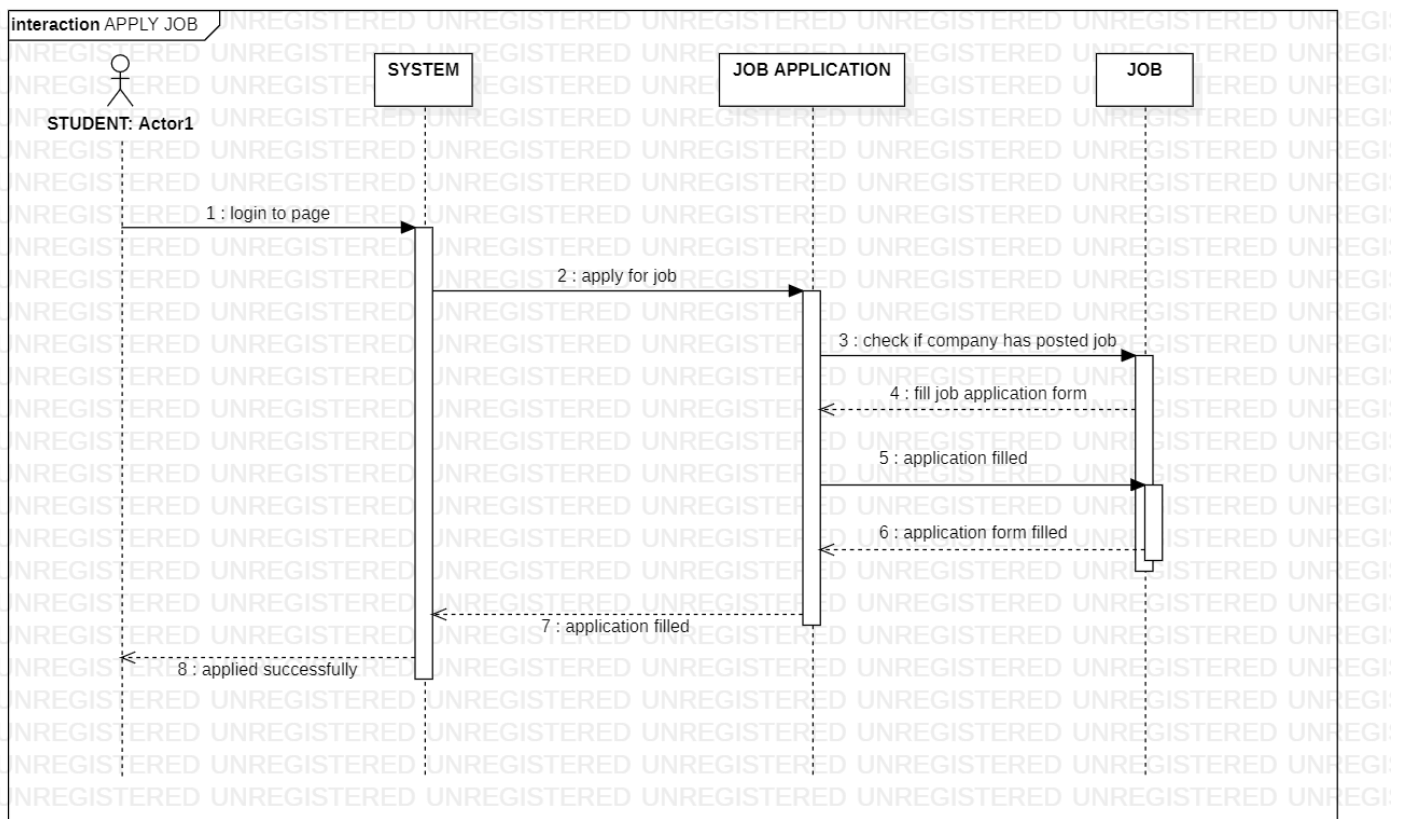 interaction APPLY JOB
SYSTEM
JOB APPLICATION
JOB
STUDENT: Actor1
1 : login to page
2 : apply for job
3 : check if company has posted job
4 : fill job application form
5 : application filled
6 : application form filled
7 : application filled
8 : applied successfully
UNREGISTERED